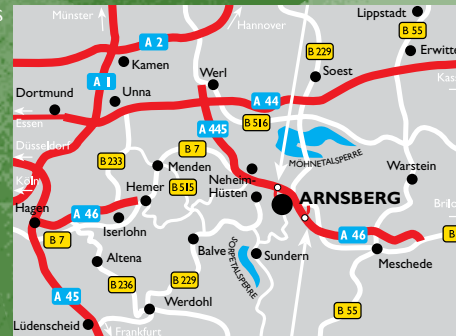 Münster
Hannover
Lippstadt
A 2
B 55
B 229
Erwitte
Kamen
Werl
Soest
A 1
Unna
Kass
Dortmund
A 44
Essen
B 516
A 445
Düsseldorf
B 7
MÖHNETALSPERRE
B 233
Menden
Warstein
Köln
B 515
Neheim-
Hüsten
Hemer
ARNSBERG
Hagen
A 46
Iserlohn
B 7
A 46
Balve
SORPETALSPERRE
Sundern
Meschede
Altena
B 229
A 45
B 236
Werdohl
B 55
Lüdenscheid
Frankfurt